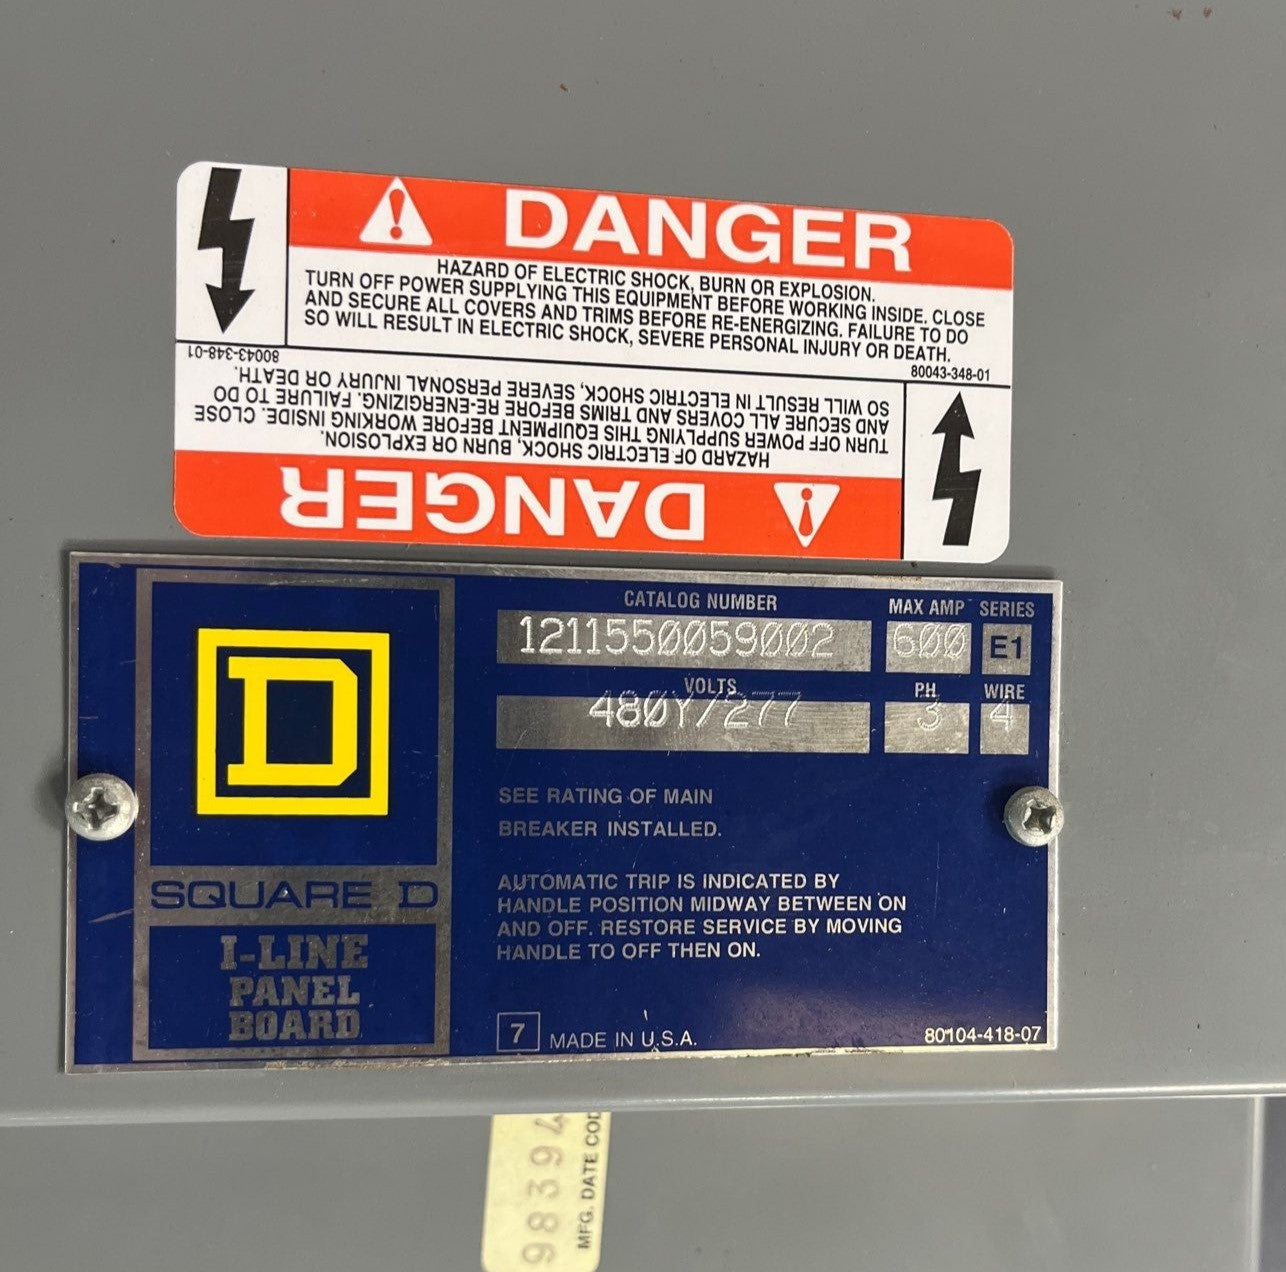 DANGER
HAZARD OF ELECTRIC SHOCK, BURN OR EXPLOSION.
TURN OFF POWER SUPPLYING THIS EQUIPMENT BEFORE WORKING INSIDE. CLOSE
AND SECURE ALL COVERS AND TRIMS BEFORE RE-ENERGIZING. FAILURE TO DO
SO WILL RESULT IN ELECTRIC SHOCK, SEVERE PERSONAL INJURY OR DEATH.
80043-348-01
DANGER
HAZARD OF ELECTRIC SHOCK, BURN OR EXPLOSION.
TURN OFF POWER SUPPLYING THIS EQUIPMENT BEFORE WORKING INSIDE. CLOSE
AND SECURE ALL COVERS AND TRIMS BEFORE RE-ENERGIZING. FAILURE TO DO
SO WILL RESULT IN ELECTRIC SHOCK, SEVERE PERSONAL INJURY OR DEATH.
80043-348-01
D
SQUARE D
I-LINE
PANEL
BOARD
CATALOG NUMBER
1211550059002
MAX AMP
600
SERIES
E1
VOLTS
480Y/277
PH
3
WIRE
4
SEE RATING OF MAIN
BREAKER INSTALLED.
AUTOMATIC TRIP IS INDICATED BY
HANDLE POSITION MIDWAY BETWEEN ON
AND OFF. RESTORE SERVICE BY MOVING
HANDLE TO OFF THEN ON.
7 MADE IN U.S.A.
80104-418-07
98394
MFG. DATE COD